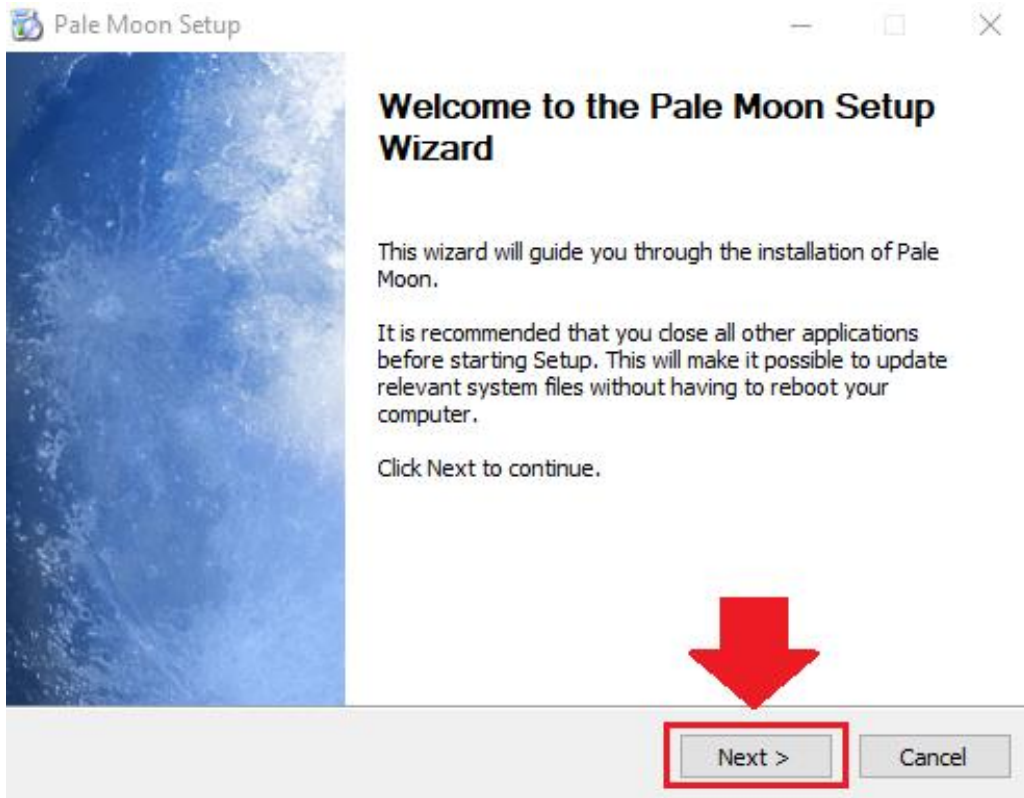 Pale Moon Setup
Welcome to the Pale Moon Setup
Wizard
This wizard will guide you through the installation of Pale
Moon.
It is recommended that you close all other applications
before starting Setup. This will make it possible to update
relevant system files without having to reboot your
computer.
Click Next to continue.
Next >
Cancel